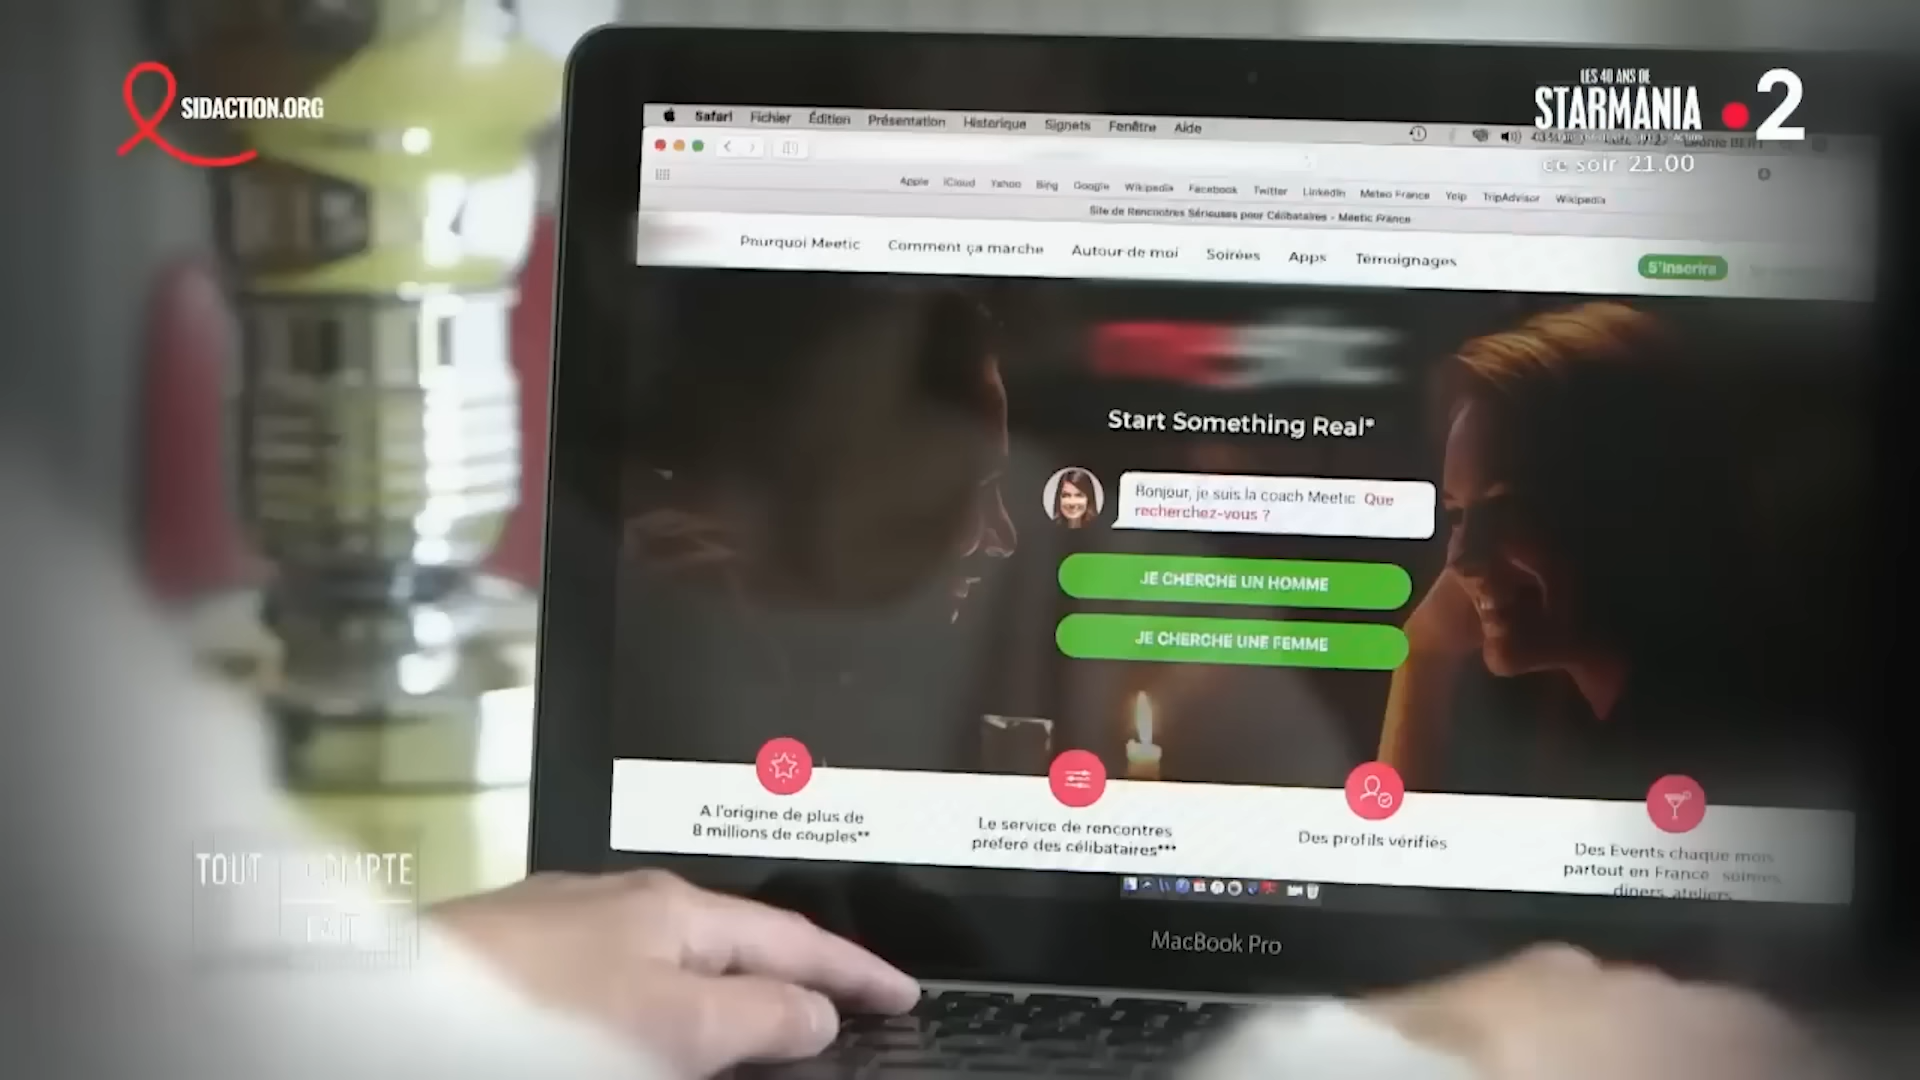 SIDACTION.ORG
LES 40 ANS DE
STARMANIA
2
ce soir 21.00
Safari Fichier Édition Présentation Historique Signets Fenêtre Aide
Apple iCloud Yahoo Bing Google Wikipedia Facebook Twitter LinkedIn Meteo France Yelp TripAdvisor Wikipedia
Site de Rencontres Sérieuses pour Célibataires - Meetic France
Pourquoi Meetic Comment ça marche Autour de moi Soirées Apps Témoignages
S'inscrire
Start Something Real*
Bonjour, je suis la coach Meetic Que
recherchez-vous ?
JE CHERCHE UN HOMME
JE CHERCHE UNE FEMME
A l'origine de plus de
8 millions de couples**
Le service de rencontres
préféré des célibataires***
Des profils vérifiés
Des Events chaque mois
partout en France soirées,
diners, ateliers
TOUT COMPTE
FAIT
MacBook Pro